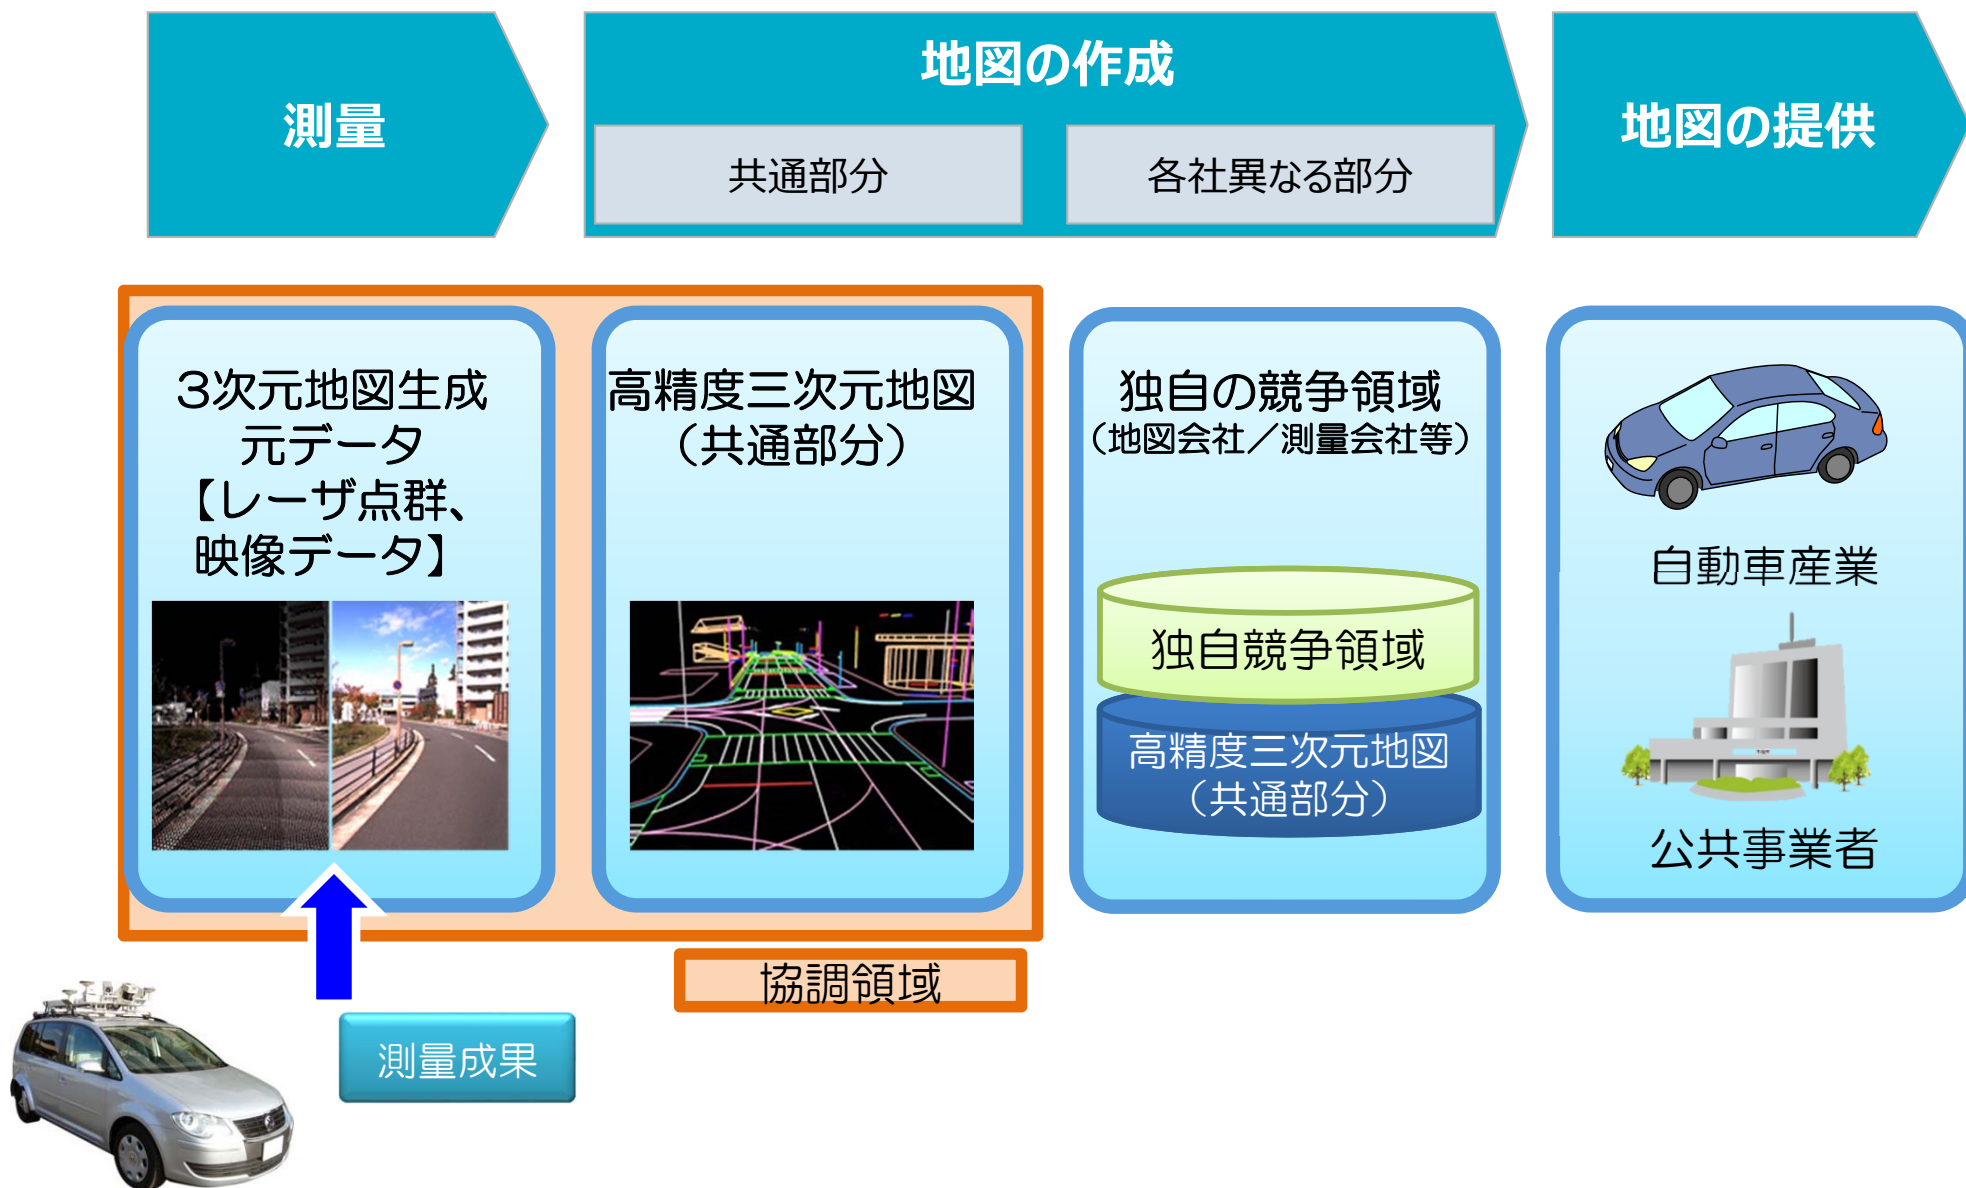 測量
地図の作成
共通部分
各社異なる部分
地図の提供
3次元地図生成
元データ
【レーザ点群、
映像データ】
高精度三次元地図
（共通部分）
独自の競争領域
（地図会社／測量会社等）
独自競争領域
高精度三次元地図
（共通部分）
自動車産業
公共事業者
協調領域
測量成果